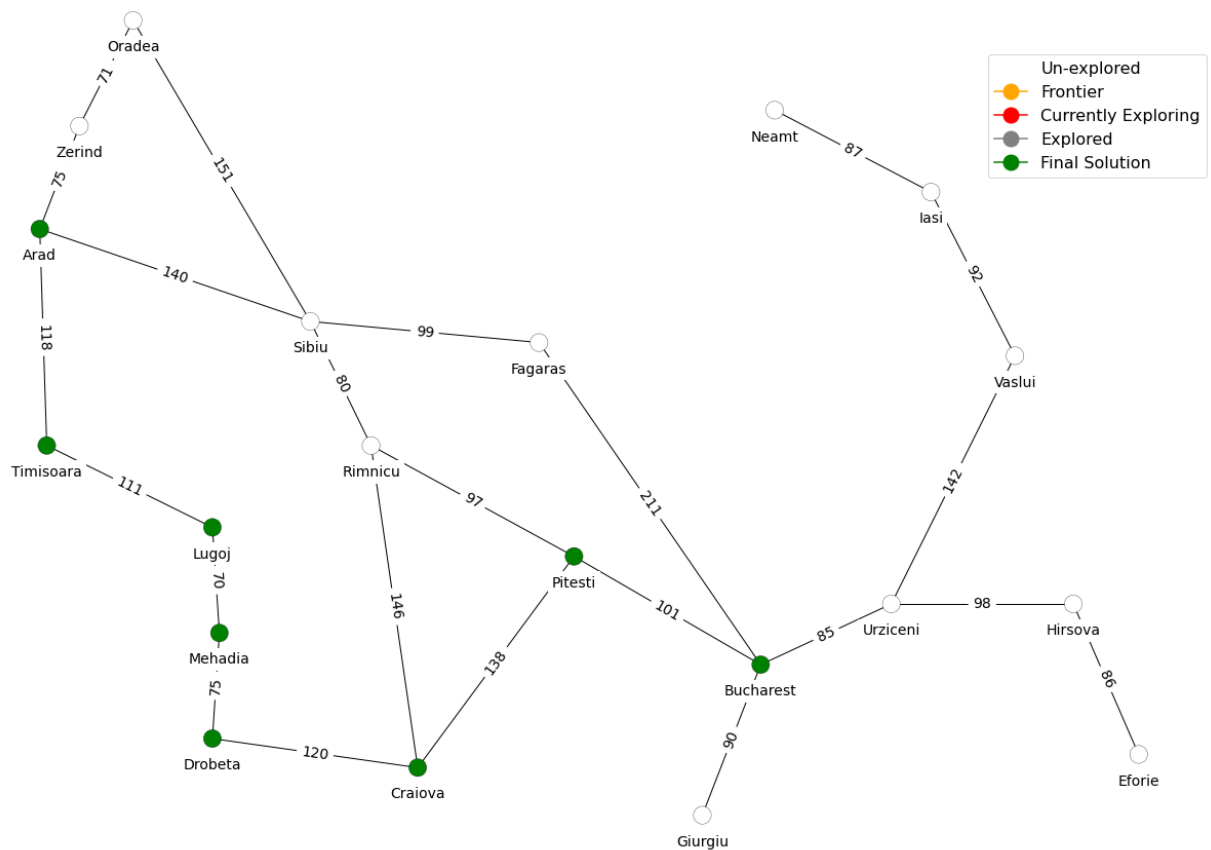 Oradea
71
Un-explored
Frontier
Currently Exploring
Explored
Final Solution
Zerind
Neamt
87
151
75
Iasi
Arad
140
92
118
99
Sibiu
Fagaras
80
Vaslui
Timisoara
Rimnicu
111
97
211
142
Lugoj
70
Pitesti
146
101
98
Urziceni
Hirsova
85
Mehadia
138
75
Bucharest
86
90
120
Drobeta
Craiova
Eforie
Giurgiu